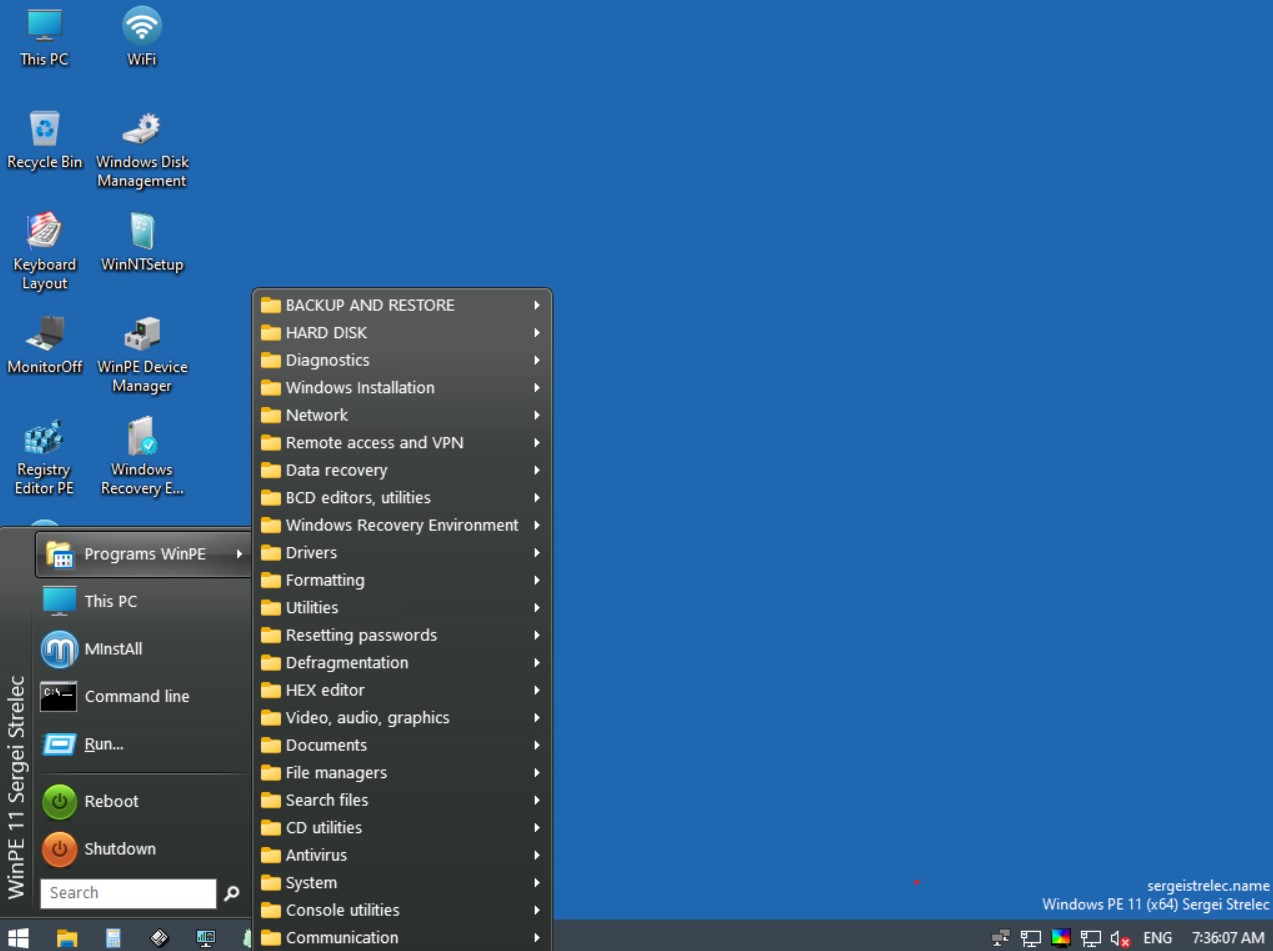 This PC
WiFi
Recycle Bin
Windows Disk
Management
Keyboard
Layout
WinNTSetup
MonitorOff
WinPE Device
Manager
Registry
Editor PE
Windows
Recovery E...
BACKUP AND RESTORE
HARD DISK
Diagnostics
Windows Installation
Network
Remote access and VPN
Data recovery
BCD editors, utilities
Windows Recovery Environment
Drivers
Formatting
Utilities
Resetting passwords
Defragmentation
HEX editor
Video, audio, graphics
Documents
File managers
Search files
CD utilities
Antivirus
System
Console utilities
Communication
WinPE 11 Sergei Strelec
Programs WinPE
This PC
MInstAll
C:\
Command line
Run...
Reboot
Shutdown
Search
sergeistrelec.name
Windows PE 11 (x64) Sergei Strelec
ENG
7:36:07 AM